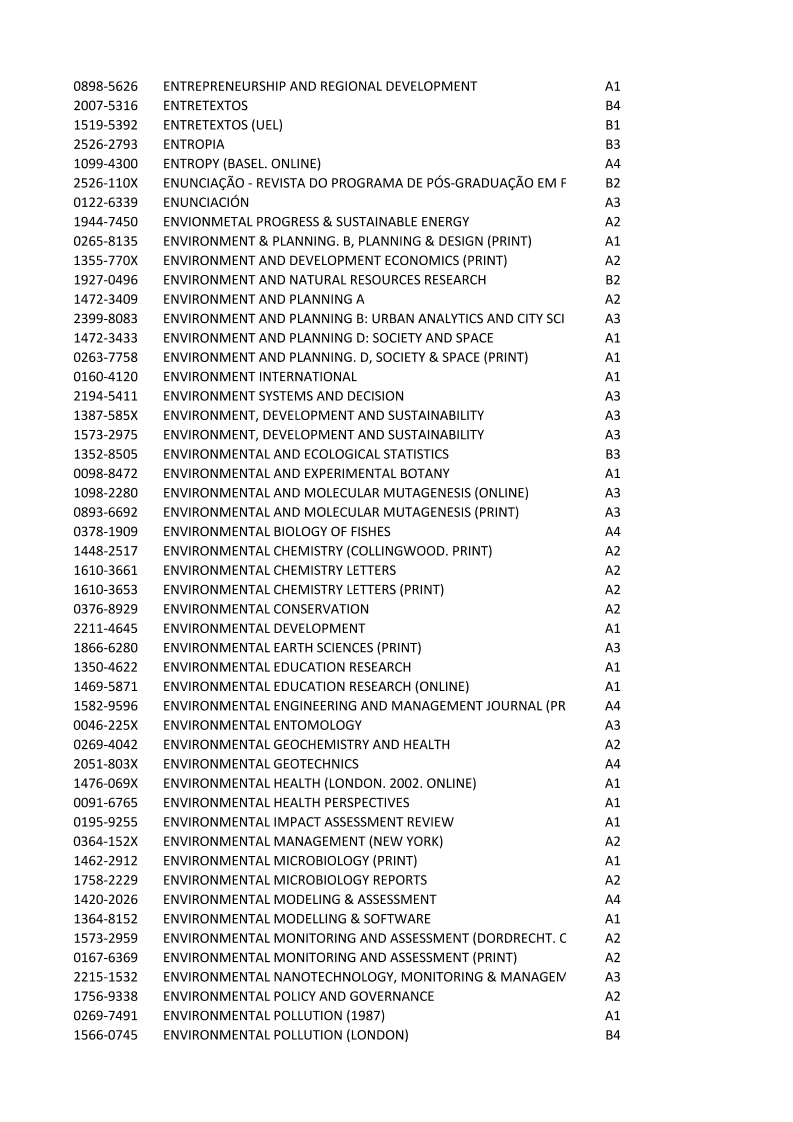 0898-5626 ENTREPRENEURSHIP AND REGIONAL DEVELOPMENT A1
2007-5316 ENTRETEXTOS B4
1519-5392 ENTRETEXTOS (UEL) B1
2526-2793 ENTROPIA B3
1099-4300 ENTROPY (BASEL. ONLINE) A4
2526-110X ENUNCIAÇÃO - REVISTA DO PROGRAMA DE PÓS-GRADUAÇÃO EM F B2
0122-6339 ENUNCIACIÓN A3
1944-7450 ENVIONMETAL PROGRESS & SUSTAINABLE ENERGY A2
0265-8135 ENVIRONMENT & PLANNING. B, PLANNING & DESIGN (PRINT) A1
1355-770X ENVIRONMENT AND DEVELOPMENT ECONOMICS (PRINT) A2
1927-0496 ENVIRONMENT AND NATURAL RESOURCES RESEARCH B2
1472-3409 ENVIRONMENT AND PLANNING A A2
2399-8083 ENVIRONMENT AND PLANNING B: URBAN ANALYTICS AND CITY SCI A3
1472-3433 ENVIRONMENT AND PLANNING D: SOCIETY AND SPACE A1
0263-7758 ENVIRONMENT AND PLANNING. D, SOCIETY & SPACE (PRINT) A1
0160-4120 ENVIRONMENT INTERNATIONAL A1
2194-5411 ENVIRONMENT SYSTEMS AND DECISION A3
1387-585X ENVIRONMENT, DEVELOPMENT AND SUSTAINABILITY A3
1573-2975 ENVIRONMENT, DEVELOPMENT AND SUSTAINABILITY A3
1352-8505 ENVIRONMENTAL AND ECOLOGICAL STATISTICS B3
0098-8472 ENVIRONMENTAL AND EXPERIMENTAL BOTANY A1
1098-2280 ENVIRONMENTAL AND MOLECULAR MUTAGENESIS (ONLINE) A3
0893-6692 ENVIRONMENTAL AND MOLECULAR MUTAGENESIS (PRINT) A3
0378-1909 ENVIRONMENTAL BIOLOGY OF FISHES A4
1448-2517 ENVIRONMENTAL CHEMISTRY (COLLINGWOOD. PRINT) A2
1610-3661 ENVIRONMENTAL CHEMISTRY LETTERS A2
1610-3653 ENVIRONMENTAL CHEMISTRY LETTERS (PRINT) A2
0376-8929 ENVIRONMENTAL CONSERVATION A2
2211-4645 ENVIRONMENTAL DEVELOPMENT A1
1866-6280 ENVIRONMENTAL EARTH SCIENCES (PRINT) A3
1350-4622 ENVIRONMENTAL EDUCATION RESEARCH A1
1469-5871 ENVIRONMENTAL EDUCATION RESEARCH (ONLINE) A1
1582-9596 ENVIRONMENTAL ENGINEERING AND MANAGEMENT JOURNAL (PR A4
0046-225X ENVIRONMENTAL ENTOMOLOGY A3
0269-4042 ENVIRONMENTAL GEOCHEMISTRY AND HEALTH A2
2051-803X ENVIRONMENTAL GEOTECHNICS A4
1476-069X ENVIRONMENTAL HEALTH (LONDON. 2002. ONLINE) A1
0091-6765 ENVIRONMENTAL HEALTH PERSPECTIVES A1
0195-9255 ENVIRONMENTAL IMPACT ASSESSMENT REVIEW A1
0364-152X ENVIRONMENTAL MANAGEMENT (NEW YORK) A2
1462-2912 ENVIRONMENTAL MICROBIOLOGY (PRINT) A1
1758-2229 ENVIRONMENTAL MICROBIOLOGY REPORTS A2
1420-2026 ENVIRONMENTAL MODELING & ASSESSMENT A4
1364-8152 ENVIRONMENTAL MODELLING & SOFTWARE A1
1573-2959 ENVIRONMENTAL MONITORING AND ASSESSMENT (DORDRECHT. C A2
0167-6369 ENVIRONMENTAL MONITORING AND ASSESSMENT (PRINT) A2
2215-1532 ENVIRONMENTAL NANOTECHNOLOGY, MONITORING & MANAGEM A3
1756-9338 ENVIRONMENTAL POLICY AND GOVERNANCE A2
0269-7491 ENVIRONMENTAL POLLUTION (1987) A1
1566-0745 ENVIRONMENTAL POLLUTION (LONDON) B4